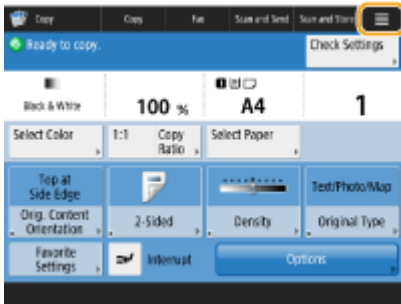 Copy Copy Fax Scan and Send Scan and Store
Ready to copy. Check Settings
Black & White 100 % 1 A4 1
Select Color 1:1 Copy Ratio Select Paper
Top at Side Edge Text/Photo/Map
Orig. Content Orientation 2-Sided Density Original Type
Favorite Settings Interrupt Options